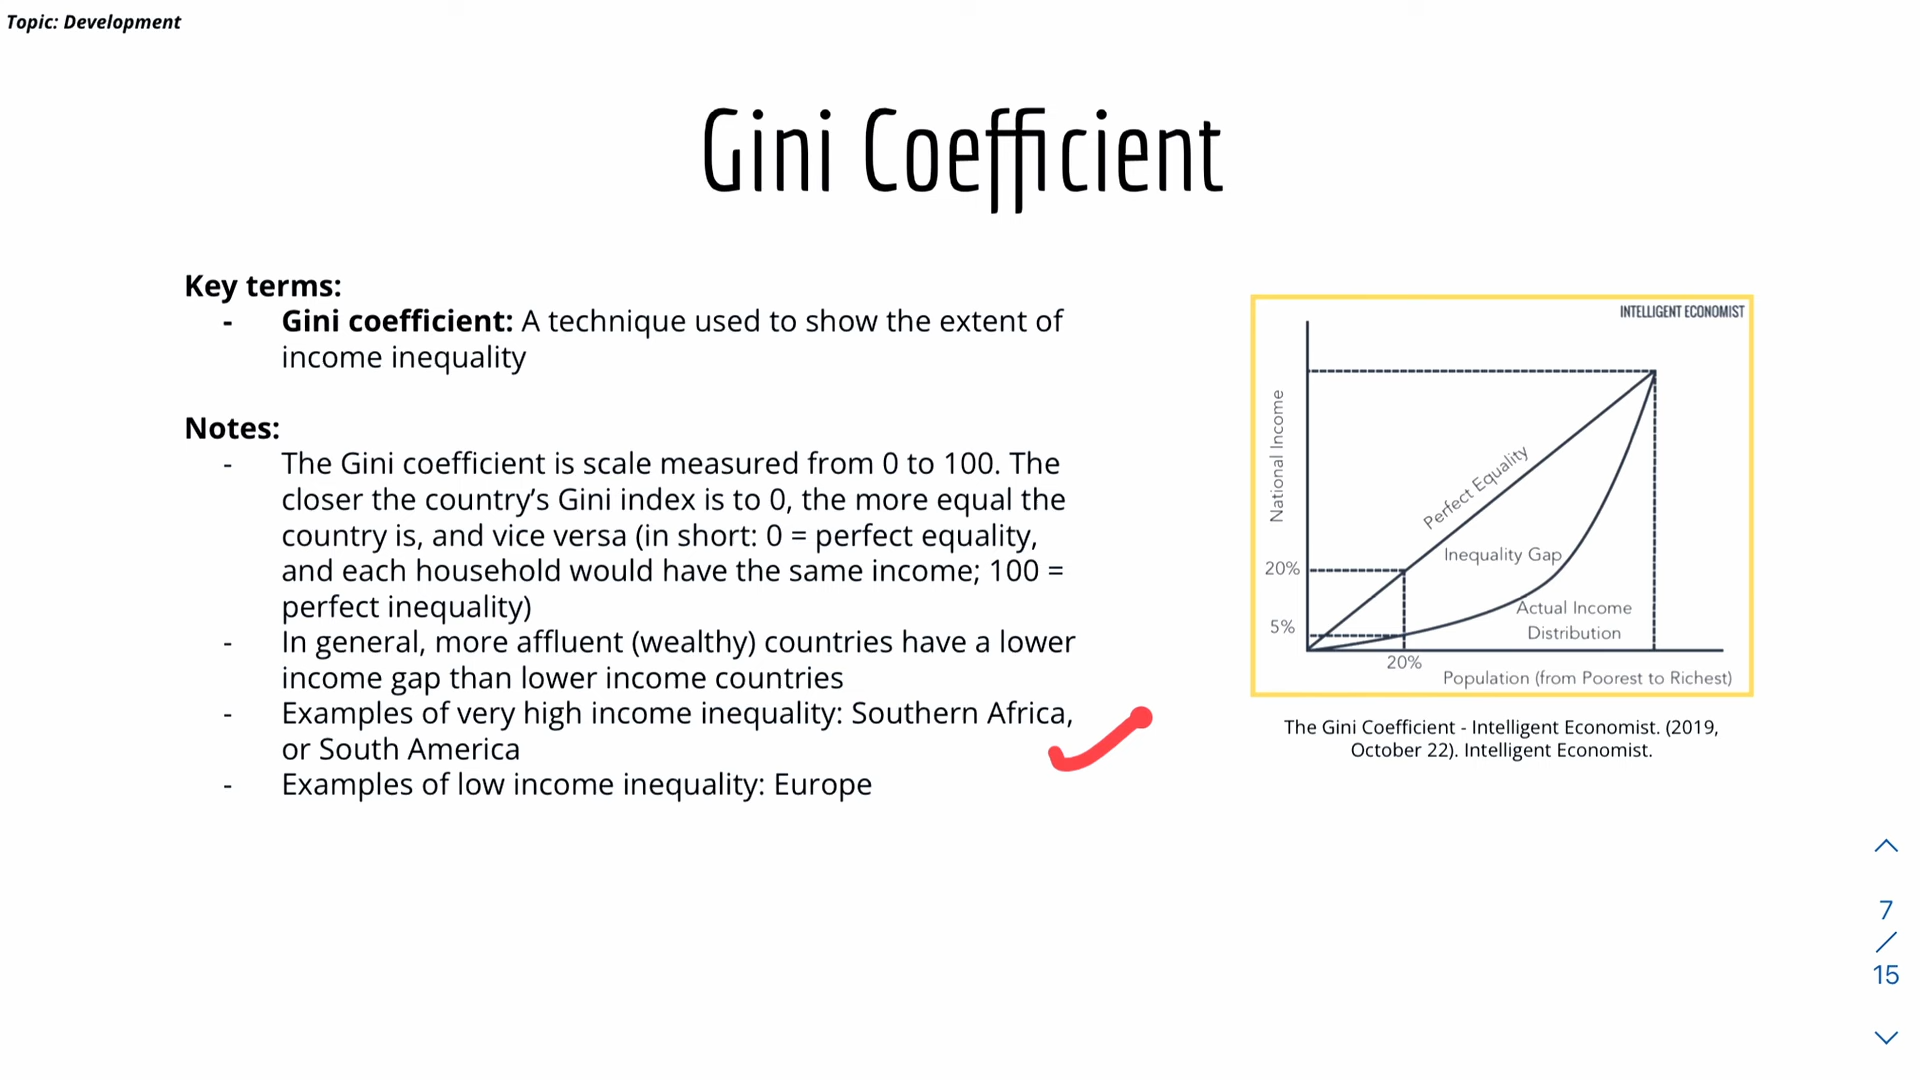 Topic: Development
Gini Coefficient
Key terms:
- Gini coefficient: A technique used to show the extent of
income inequality
Notes:
- The Gini coefficient is scale measured from 0 to 100. The
closer the country’s Gini index is to 0, the more equal the
country is, and vice versa (in short: 0 = perfect equality,
and each household would have the same income; 100 =
perfect inequality)
- In general, more affluent (wealthy) countries have a lower
income gap than lower income countries
- Examples of very high income inequality: Southern Africa,
or South America
- Examples of low income inequality: Europe
INTELLIGENT ECONOMIST
National Income
Perfect Equality
Inequality Gap
20%
Actual Income
Distribution
5%
20%
Population (from Poorest to Richest)
The Gini Coefficient - Intelligent Economist. (2019,
October 22). Intelligent Economist.
7
/
15